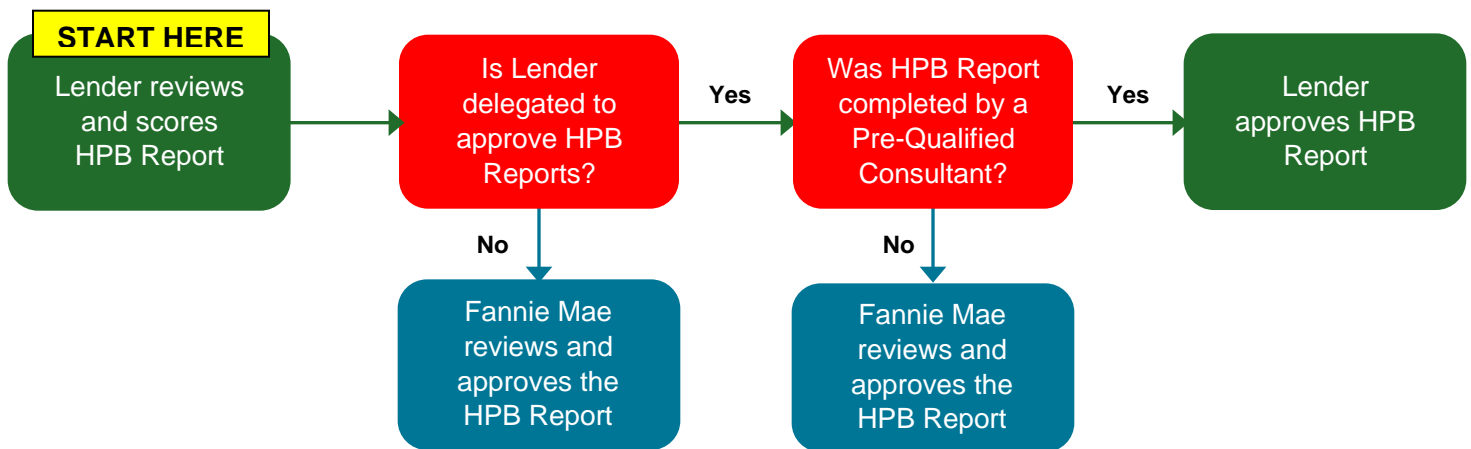 START HERE
Lender reviews
and scores
HPB Report
Is Lender
delegated to
approve HPB
Reports?
Yes
Was HPB Report
completed by a
Pre-Qualified
Consultant?
Yes
Lender
approves HPB
Report
No
Fannie Mae
reviews and
approves the
HPB Report
No
Fannie Mae
reviews and
approves the
HPB Report